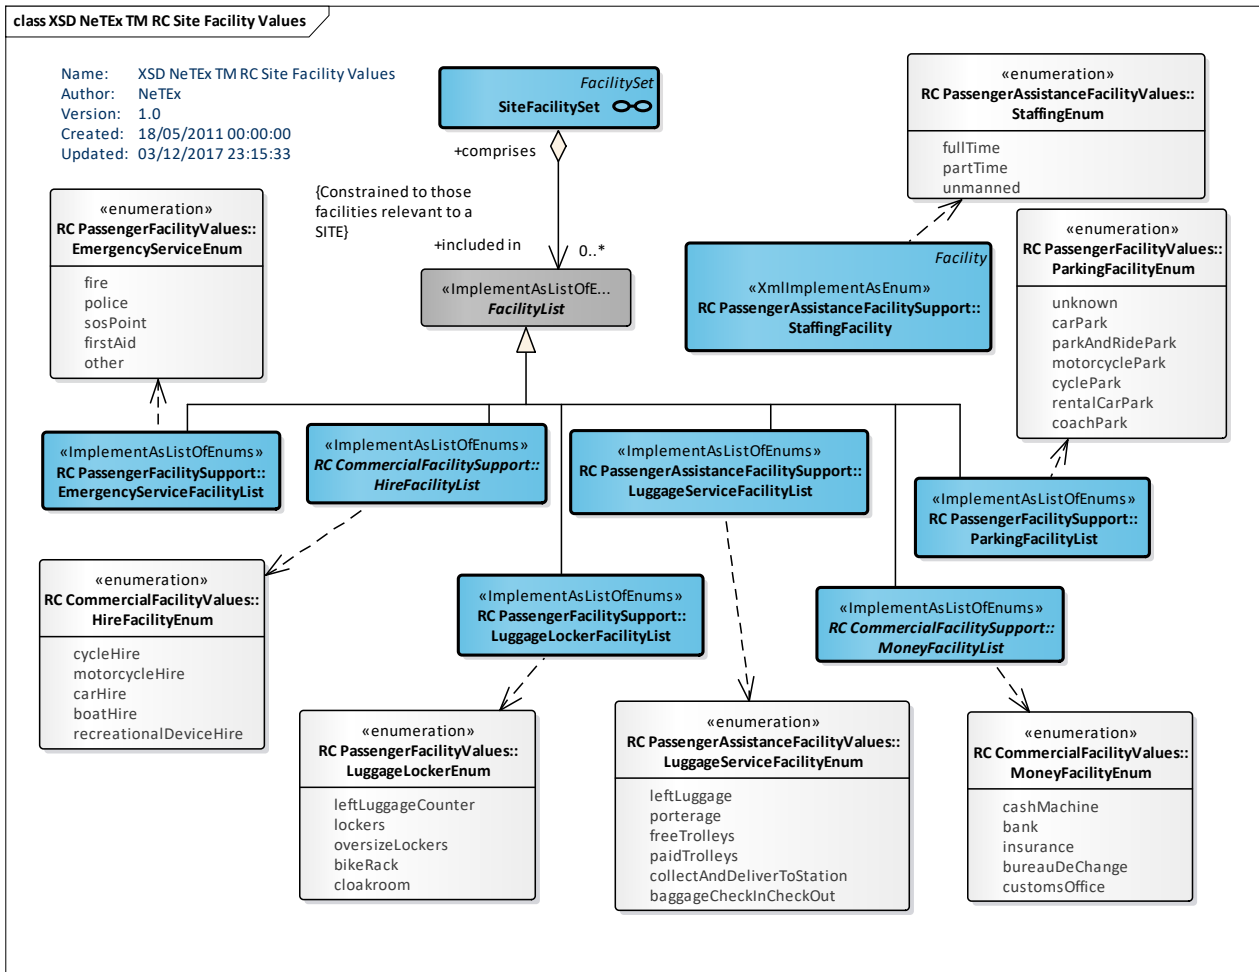 class XSD NeTEx TM RC Site Facility Values
Name: XSD NeTEx TM RC Site Facility Values
Author: NeTEx
Version: 1.0
Created: 18/05/2011 00:00:00
Updated: 03/12/2017 23:15:33
FacilitySet
SiteFacilitySet
+comprises
{Constrained to those
facilities relevant to a
SITE}
+included in
0..*
«ImplementAsListOfE...
FacilityList
«enumeration»
RC PassengerAssistanceFacilityValues::
StaffingEnum
fullTime
partTime
unmanned
«enumeration»
RC PassengerFacilityValues::
EmergencyServiceEnum
fire
police
sosPoint
firstAid
other
Facility
«XmlImplementAsEnum»
RC PassengerAssistanceFacilitySupport::
StaffingFacility
«enumeration»
RC PassengerFacilityValues::
ParkingFacilityEnum
unknown
carPark
parkAndRidePark
motorcyclePark
cyclePark
rentalCarPark
coachPark
«ImplementAsListOfEnums»
RC PassengerFacilitySupport::
EmergencyServiceFacilityList
«ImplementAsListOfEnums»
RC CommercialFacilitySupport::
HireFacilityList
«ImplementAsListOfEnums»
RC PassengerAssistanceFacilitySupport::
LuggageServiceFacilityList
«ImplementAsListOfEnums»
RC PassengerFacilitySupport::
ParkingFacilityList
«enumeration»
RC CommercialFacilityValues::
HireFacilityEnum
cycleHire
motorcycleHire
carHire
boatHire
recreationalDeviceHire
«ImplementAsListOfEnums»
RC PassengerFacilitySupport::
LuggageLockerFacilityList
«ImplementAsListOfEnums»
RC CommercialFacilitySupport::
MoneyFacilityList
«enumeration»
RC PassengerFacilityValues::
LuggageLockerEnum
leftLuggageCounter
lockers
oversizeLockers
bikeRack
cloakroom
«enumeration»
RC PassengerAssistanceFacilityValues::
LuggageServiceFacilityEnum
leftLuggage
porterage
freeTrolleys
paidTrolleys
collectAndDeliverToStation
baggageCheckInCheckOut
«enumeration»
RC CommercialFacilityValues::
MoneyFacilityEnum
cashMachine
bank
insurance
bureauDeChange
customsOffice